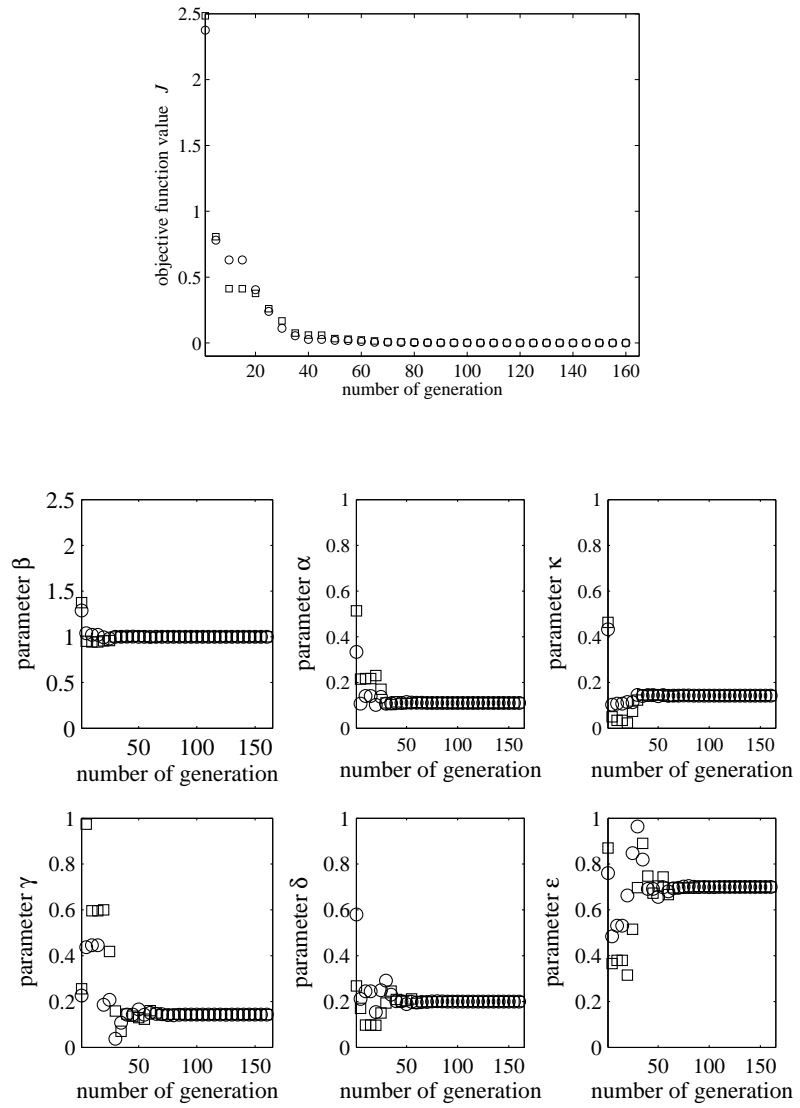 2.5
2
1.5
1
0.5
0
objective function value J
20 40 60 80 100 120 140 160
number of generation
2.5
2
1.5
1
0.5
0
parameter β
50 100 150
number of generation
1
0.8
0.6
0.4
0.2
0
parameter α
50 100 150
number of generation
1
0.8
0.6
0.4
0.2
0
parameter κ
50 100 150
number of generation
1
0.8
0.6
0.4
0.2
0
parameter γ
50 100 150
number of generation
1
0.8
0.6
0.4
0.2
0
parameter δ
50 100 150
number of generation
1
0.8
0.6
0.4
0.2
0
parameter ε
50 100 150
number of generation